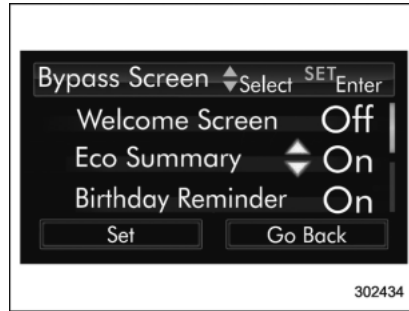 Bypass Screen Select SET Enter
Welcome Screen Off
Eco Summary On
Birthday Reminder On
Set Go Back
302434